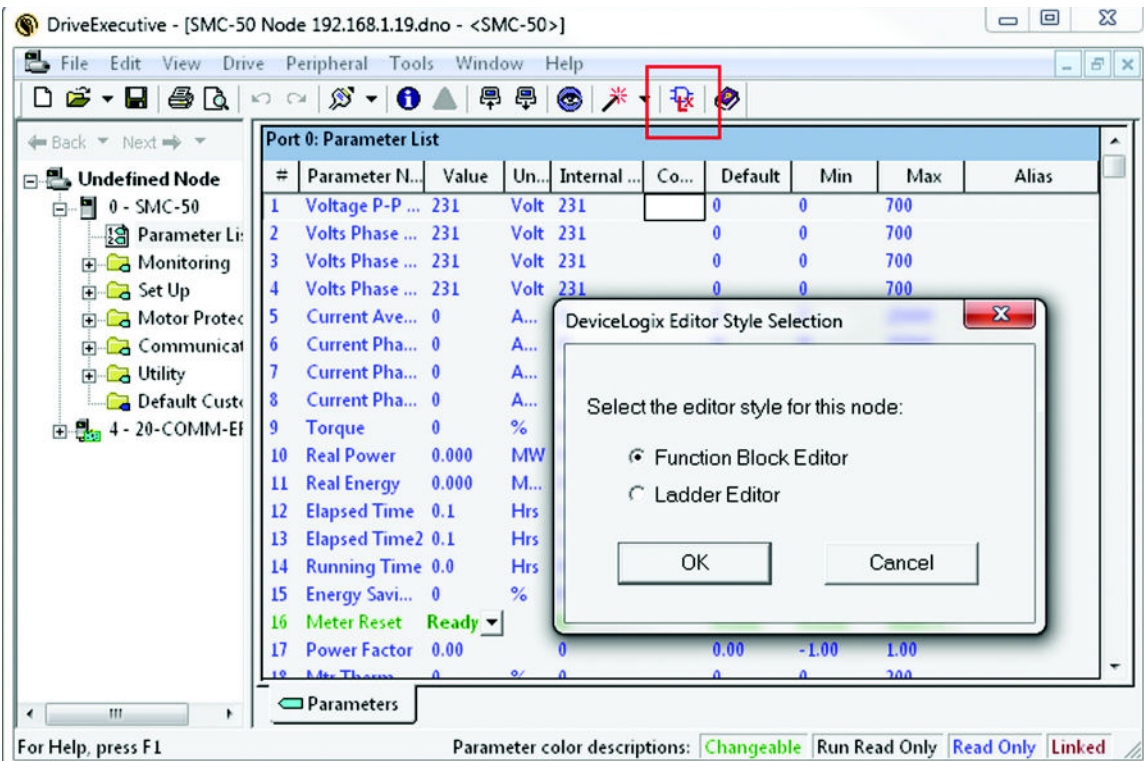 DriveExecutive - [SMC-50 Node 192.168.1.19.dno - <SMC-50>]
File Edit View Drive Peripheral Tools Window Help
Back Next
Port 0: Parameter List
# Parameter N... Value Un... Internal ... Co... Default Min Max Alias
Undefined Node
0 - SMC-50
Parameter Li
Monitoring
Set Up
Motor Protec
Communicat
Utility
Default Custo
4 - 20-COMM-EF
1 Voltage P-P ... 231 Volt 231 0 0 700
2 Volts Phase ... 231 Volt 231 0 0 700
3 Volts Phase ... 231 Volt 231 0 0 700
4 Volts Phase ... 231 Volt 231 0 0 700
5 Current Ave... 0 A...
6 Current Pha... 0 A...
7 Current Pha... 0 A...
8 Current Pha... 0 A...
9 Torque 0 %
10 Real Power 0.000 MW
11 Real Energy 0.000 M...
12 Elapsed Time 0.1 Hrs
13 Elapsed Time2 0.1 Hrs
14 Running Time 0.0 Hrs
15 Energy Savi... 0 %
16 Meter Reset Ready
17 Power Factor 0.00 0 0.00 -1.00 1.00
18 Mtr Therm 0 % 0 0 0 200
DeviceLogix Editor Style Selection
Select the editor style for this node:
Function Block Editor
Ladder Editor
OK Cancel
Parameters
For Help, press F1 Parameter color descriptions: Changeable Run Read Only Read Only Linked